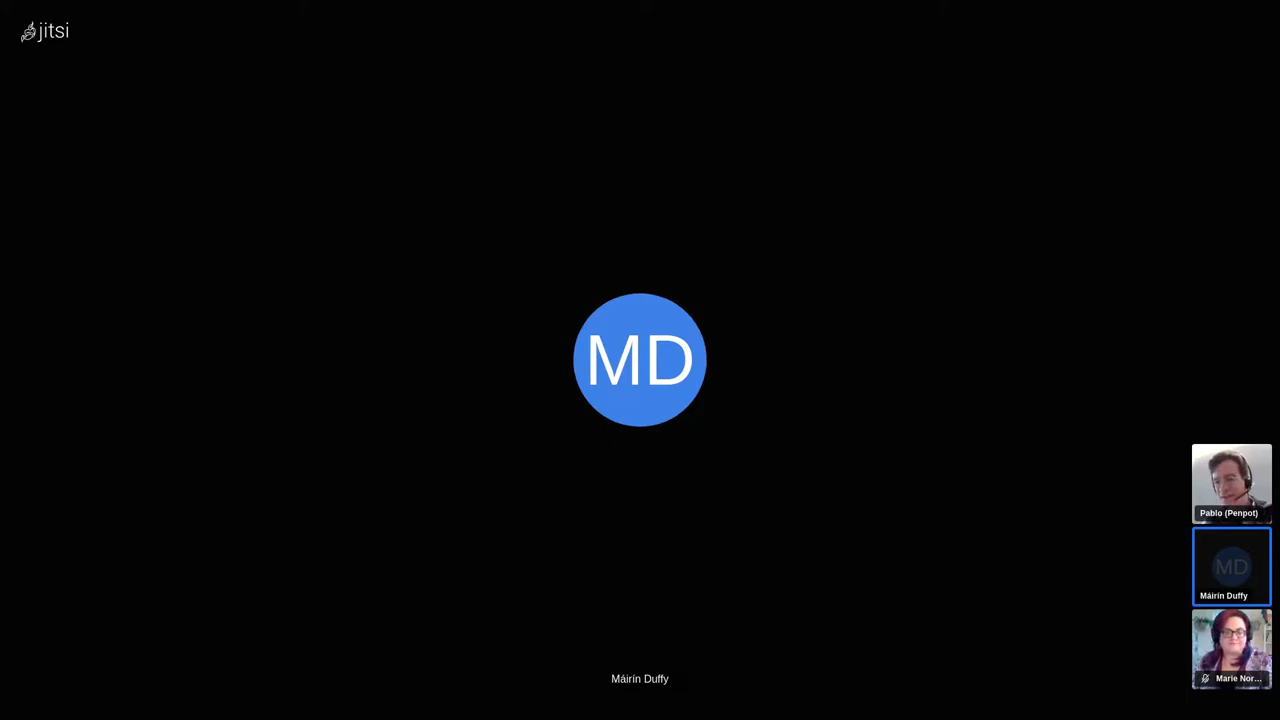 jitsi
MD
Pablo (Penpot)
MD
Máirín Duffy
Marie Nor...
Máirín Duffy